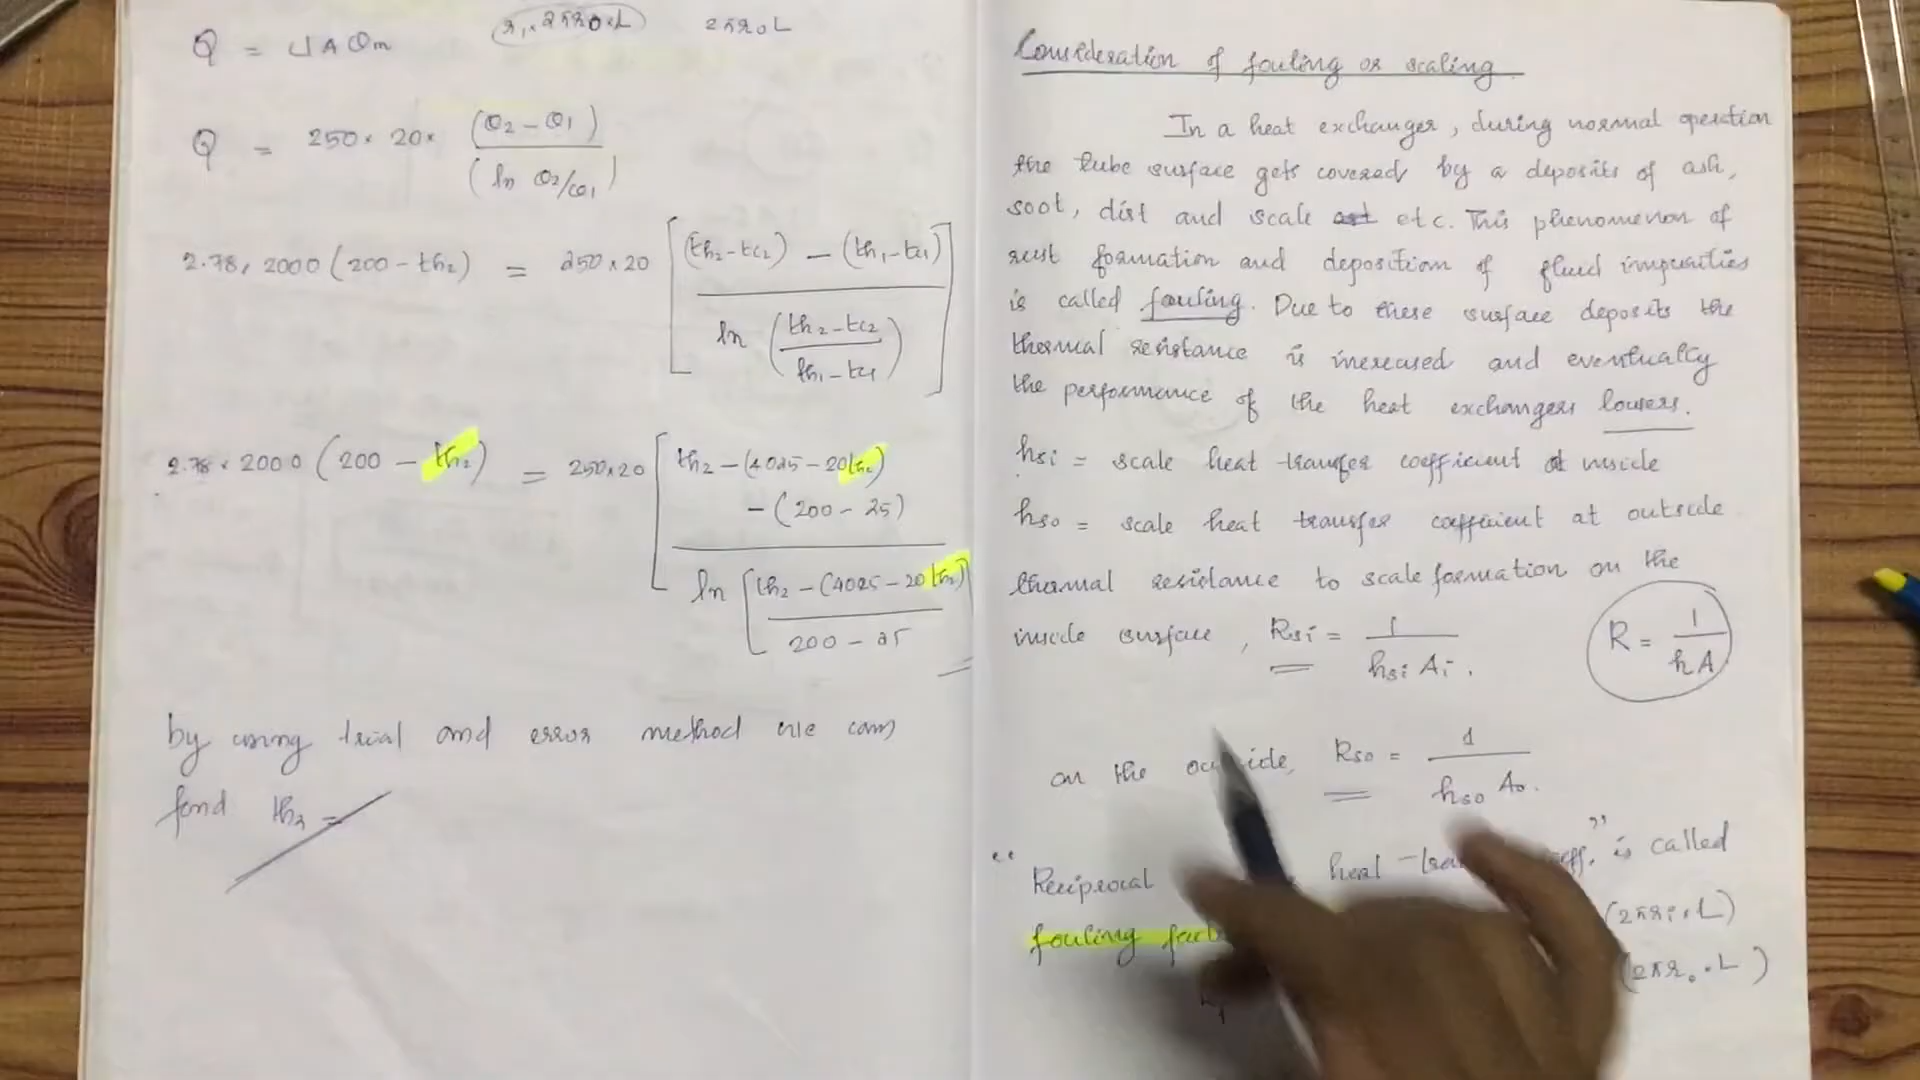 Q = U A Θm
r1 × 2πr0 × L
2πr0L
Q = 250 × 20 × (Θ2 - Θ1) / (ln Θ2/Θ1)
2.78 × 2000 (200 - th2) = 250 × 20 [(th2 - tc2) - (th1 - tc1) / ln (th2 - tc2 / th1 - tc1)]
2.78 × 2000 (200 - th2) = 250×20 [th2 - (4025 - 20th2)
- (200 - 25)
ln [th2 - (4025 - 20th2)
200 - 25
by using trial and error method we can
find th2 =
Consideration of fouling or scaling
In a heat exchanger, during normal operation
the tube surface gets covered by a deposits of ash,
soot, dirt and scale etc. This phenomenon of
rust formation and deposition of fluid impurities
is called fouling. Due to these surface deposits the
thermal resistance is increased and eventually
the performance of the heat exchangers lowers.
hsi = scale heat transfer coefficient at inside
hso = scale heat transfer coefficient at outside
thermal resistance to scale formation on the
inside surface, Rsi = 1 / hsi Ai.
R = 1 / hA
on the outside, Rso = 1 / hso Ao.
"Reciprocal heat coeff." is called
fouling
(2πri × L)
(2πro . L)